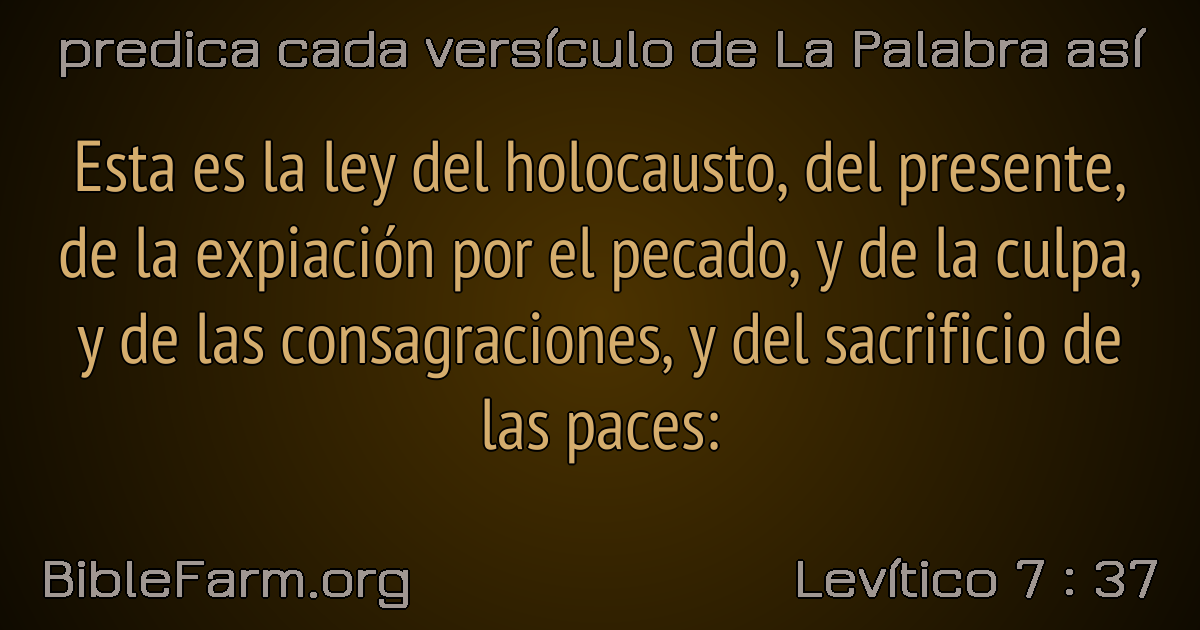 predica cada versículo de La Palabra así
Esta es la ley del holocausto, del presente,
de la expiación por el pecado, y de la culpa,
y de las consagraciones, y del sacrificio de
las paces:
BibleFarm.org
Levítico 7 : 37